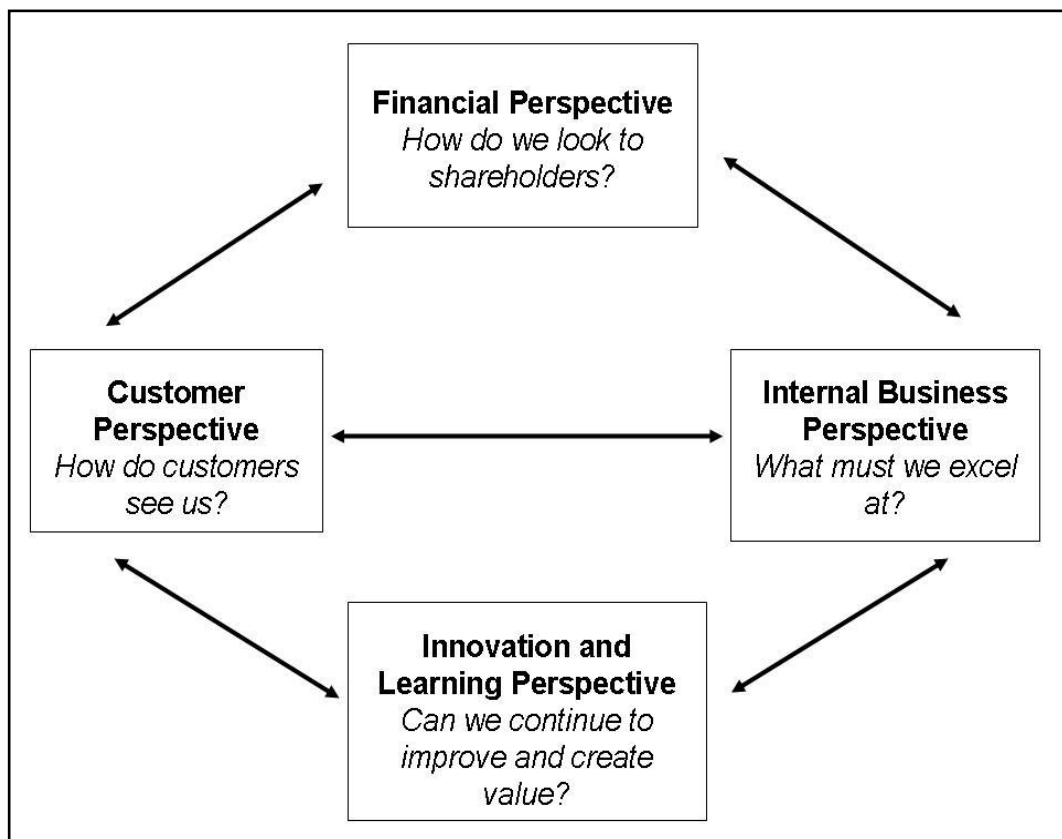 Financial Perspective
How do we look to
shareholders?
Customer
Perspective
How do customers
see us?
Internal Business
Perspective
What must we excel
at?
Innovation and
Learning Perspective
Can we continue to
improve and create
value?